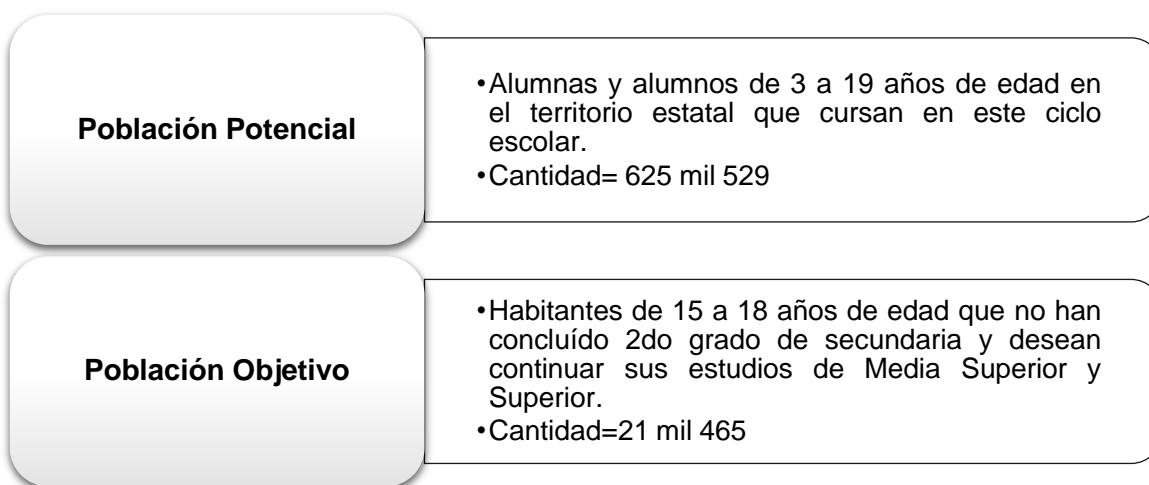 Población Potencial
•Alumnas y alumnos de 3 a 19 años de edad en
el territorio estatal que cursan en este ciclo
escolar.
•Cantidad= 625 mil 529
Población Objetivo
•Habitantes de 15 a 18 años de edad que no han
concluído 2do grado de secundaria y desean
continuar sus estudios de Media Superior y
Superior.
•Cantidad=21 mil 465